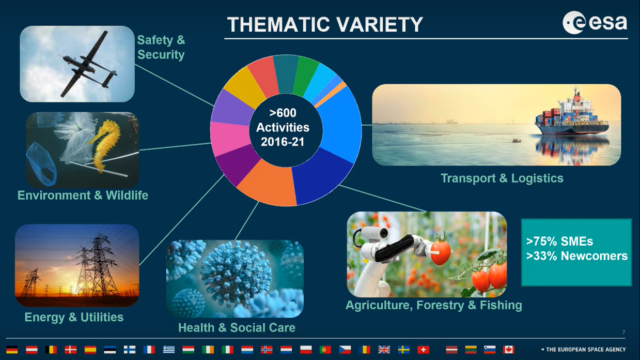 THEMATIC VARIETY
esa
Safety &
Security
>600
Activities
2016-21
Transport & Logistics
Environment & Wildlife
>75% SMEs
>33% Newcomers
Energy & Utilities
Health & Social Care
Agriculture, Forestry & Fishing
7
THE EUROPEAN SPACE AGENCY